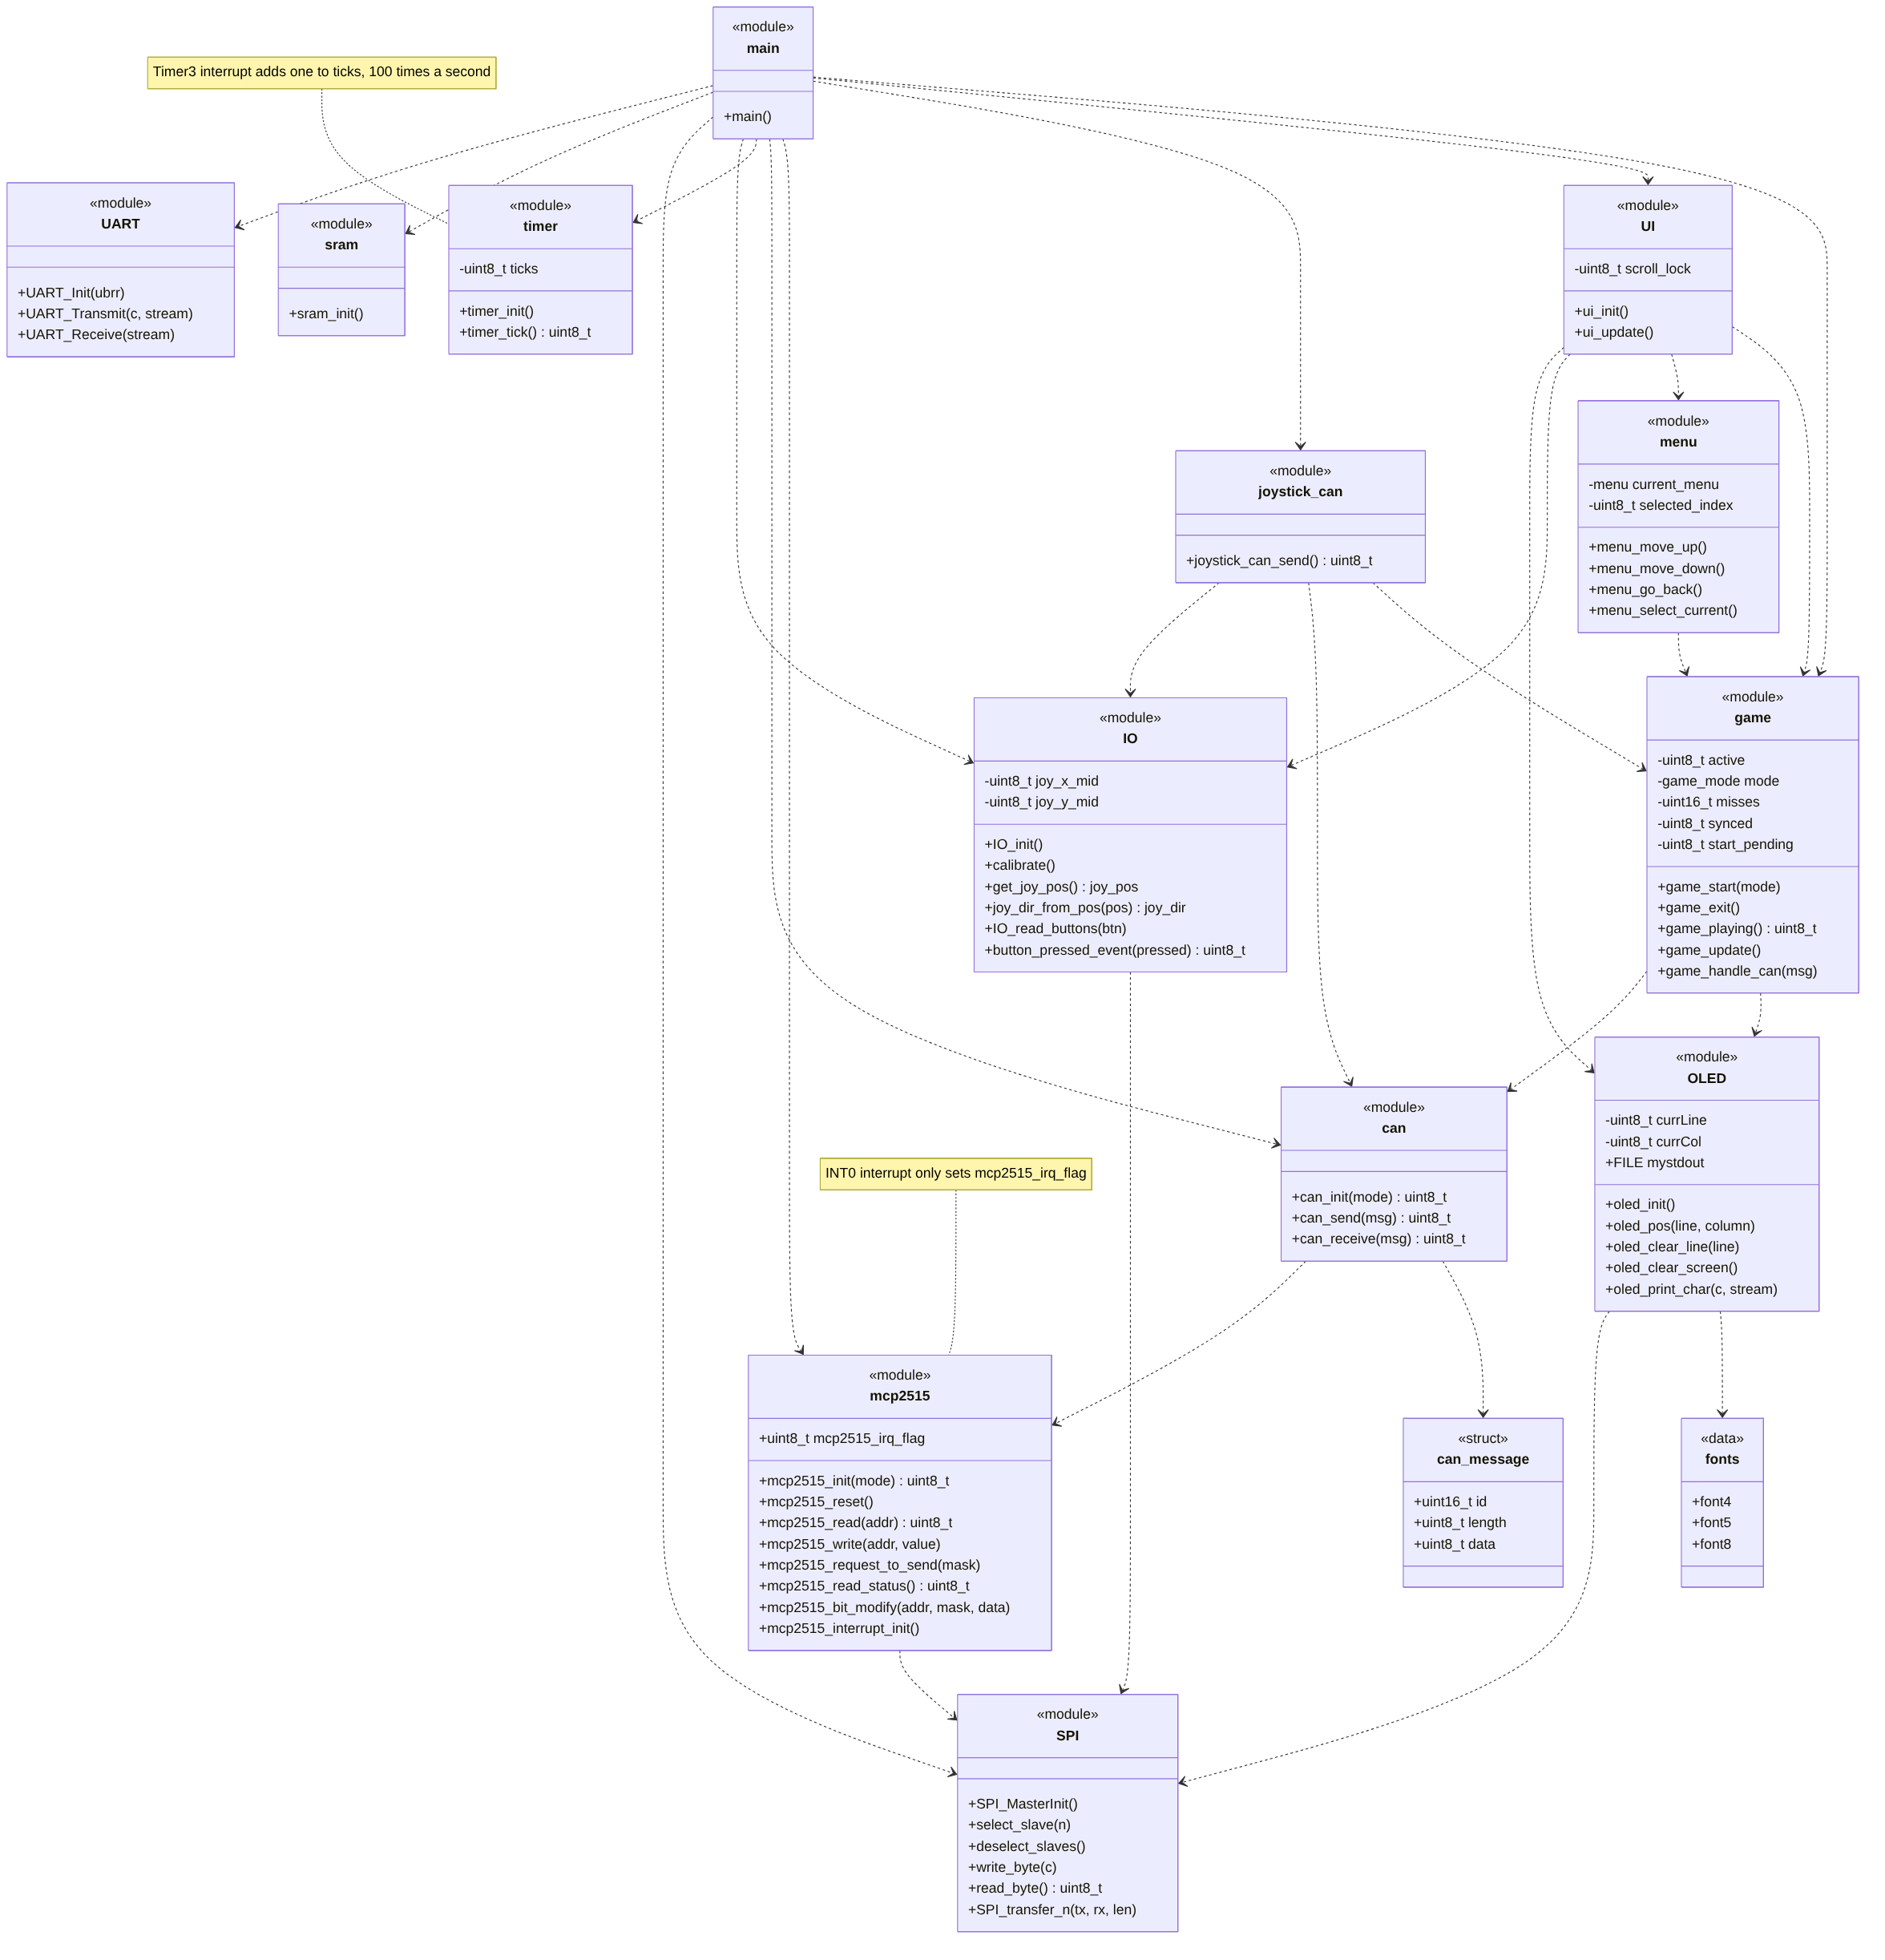 «module»
main
+main()
Timer3 interrupt adds one to ticks, 100 times a second
«module»
UART
+UART_Init(ubrr)
+UART_Transmit(c, stream)
+UART_Receive(stream)
«module»
sram
+sram_init()
«module»
timer
-uint8_t ticks
+timer_init()
+timer_tick() : uint8_t
«module»
UI
-uint8_t scroll_lock
+ui_init()
+ui_update()
«module»
menu
-menu current_menu
-uint8_t selected_index
+menu_move_up()
+menu_move_down()
+menu_go_back()
+menu_select_current()
«module»
joystick_can
+joystick_can_send() : uint8_t
«module»
IO
-uint8_t joy_x_mid
-uint8_t joy_y_mid
+IO_init()
+calibrate()
+get_joy_pos() : joy_pos
+joy_dir_from_pos(pos) : joy_dir
+IO_read_buttons(btn)
+button_pressed_event(pressed) : uint8_t
«module»
game
-uint8_t active
-game_mode mode
-uint16_t misses
-uint8_t synced
-uint8_t start_pending
+game_start(mode)
+game_exit()
+game_playing() : uint8_t
+game_update()
+game_handle_can(msg)
«module»
can
+can_init(mode) : uint8_t
+can_send(msg) : uint8_t
+can_receive(msg) : uint8_t
«module»
OLED
-uint8_t currLine
-uint8_t currCol
+FILE mystdout
+oled_init()
+oled_pos(line, column)
+oled_clear_line(line)
+oled_clear_screen()
+oled_print_char(c, stream)
INT0 interrupt only sets mcp2515_irq_flag
«module»
mcp2515
+uint8_t mcp2515_irq_flag
+mcp2515_init(mode) : uint8_t
+mcp2515_reset()
+mcp2515_read(addr) : uint8_t
+mcp2515_write(addr, value)
+mcp2515_request_to_send(mask)
+mcp2515_read_status() : uint8_t
+mcp2515_bit_modify(addr, mask, data)
+mcp2515_interrupt_init()
«struct»
can_message
+uint16_t id
+uint8_t length
+uint8_t data
«data»
fonts
+font4
+font5
+font8
«module»
SPI
+SPI_MasterInit()
+select_slave(n)
+deselect_slaves()
+write_byte(c)
+read_byte() : uint8_t
+SPI_transfer_n(tx, rx, len)